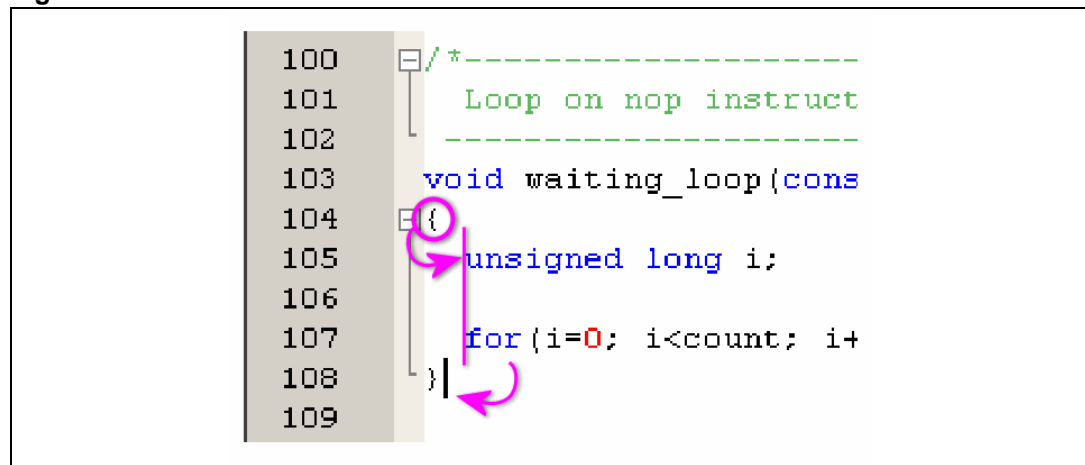 100 /*--------------------
101 Loop on nop instruct
102 ---------------------
103 void waiting_loop(cons
104 {
105 unsigned long i;
106
107 for(i=0; i<count; i+
108 }
109